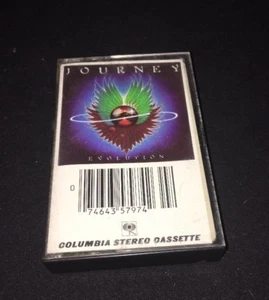 JOURNEY
EVOLUTION
0
74643 57974
COLUMBIA STEREO CASSETTE